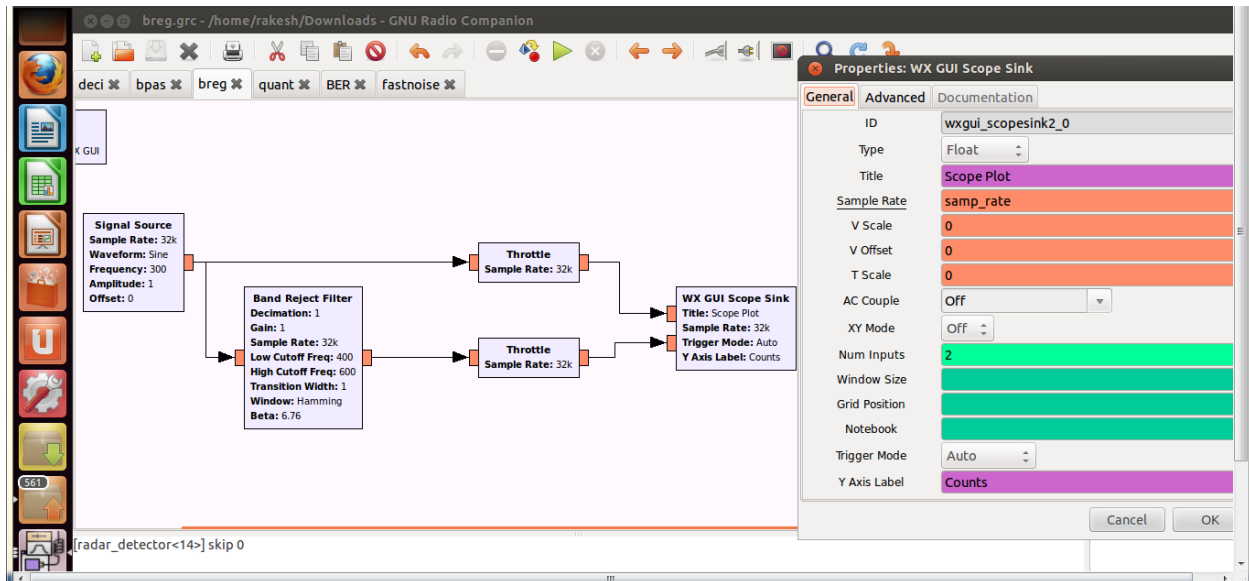 breg.grc - /home/rakesh/Downloads - GNU Radio Companion
deci bpas breg quant BER fastnoise
X GUI
Signal Source
Sample Rate: 32k
Waveform: Sine
Frequency: 300
Amplitude: 1
Offset: 0
Band Reject Filter
Decimation: 1
Gain: 1
Sample Rate: 32k
Low Cutoff Freq: 400
High Cutoff Freq: 600
Transition Width: 1
Window: Hamming
Beta: 6.76
Throttle
Sample Rate: 32k
Throttle
Sample Rate: 32k
WX GUI Scope Sink
Title: Scope Plot
Sample Rate: 32k
Trigger Mode: Auto
Y Axis Label: Counts
561
[radar_detector<14>] skip 0
Properties: WX GUI Scope Sink
General Advanced Documentation
ID wxgui_scopesink2_0
Type Float
Title Scope Plot
Sample Rate samp_rate
V Scale 0
V Offset 0
T Scale 0
AC Couple Off
XY Mode Off
Num Inputs 2
Window Size
Grid Position
Notebook
Trigger Mode Auto
Y Axis Label Counts
Cancel OK